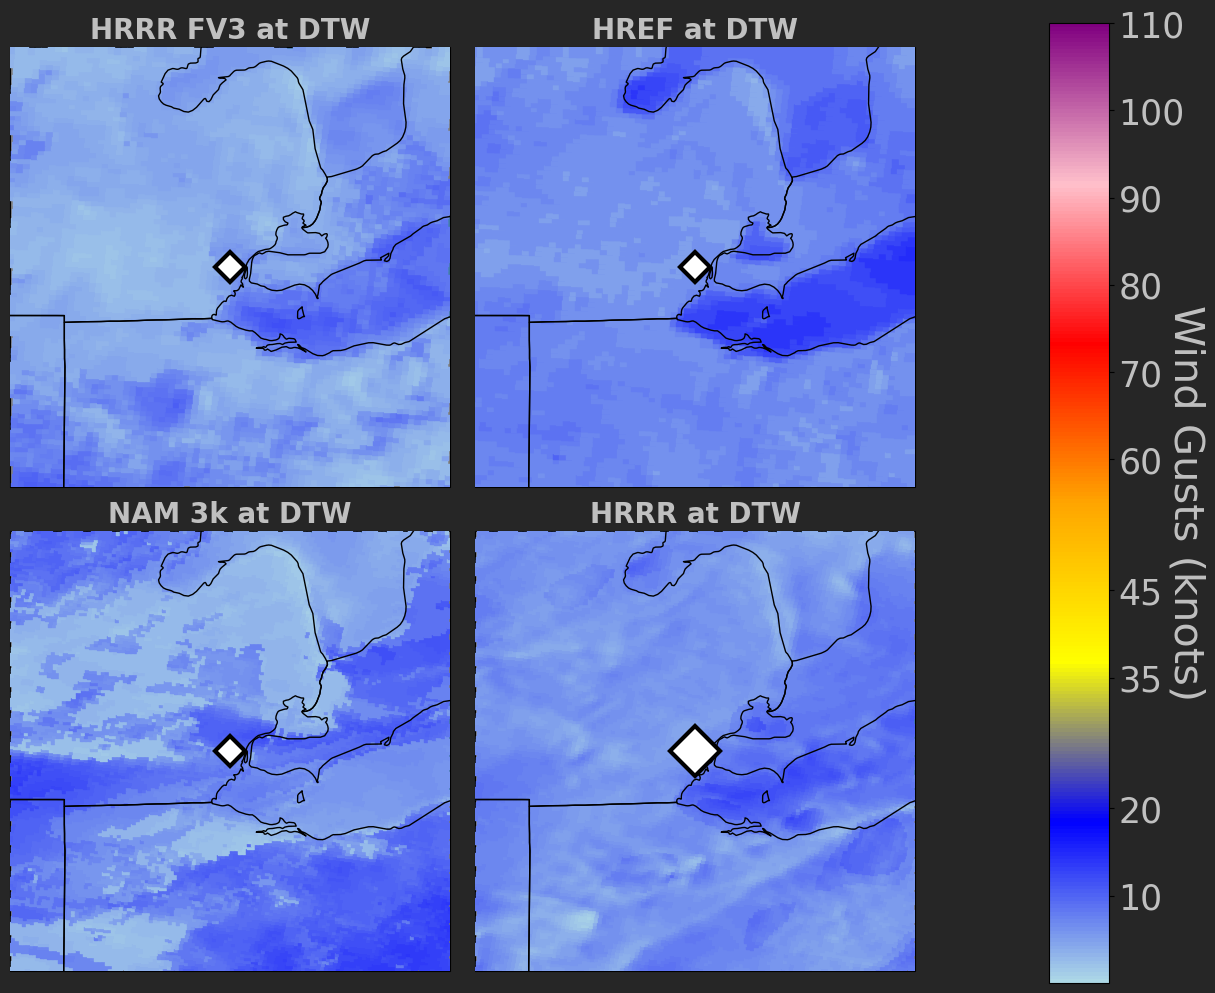 HRRR FV3 at DTW
HREF at DTW
NAM 3k at DTW
HRRR at DTW
110
100
90
80
70
60
45
35
20
10
Wind Gusts (knots)